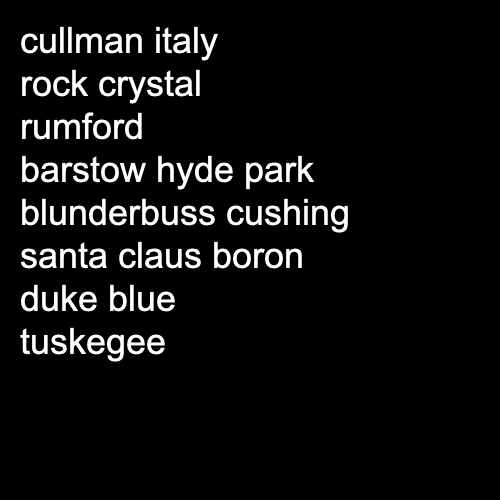 cullman italy
rock crystal
rumford
barstow hyde park
blunderbuss cushing
santa claus boron
duke blue
tuskegee